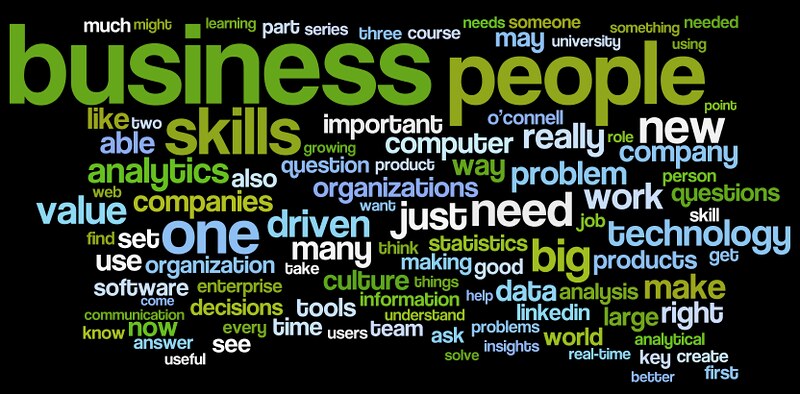 much might learning part series three course needs someone something needed
business people may university using
point
like two skills important o'connell computer really role new
able growing company
analytics also question product way problem person
web companies organizations want work questions
value one driven just need job skill
find set many think statistics big technology
use organization take making good products get
software enterprise culture things data analysis make
come decisions tools information help linkedin large right
communication understand
know now every time users team ask problems world analytical
answer see insights
useful solve real-time key create
better first